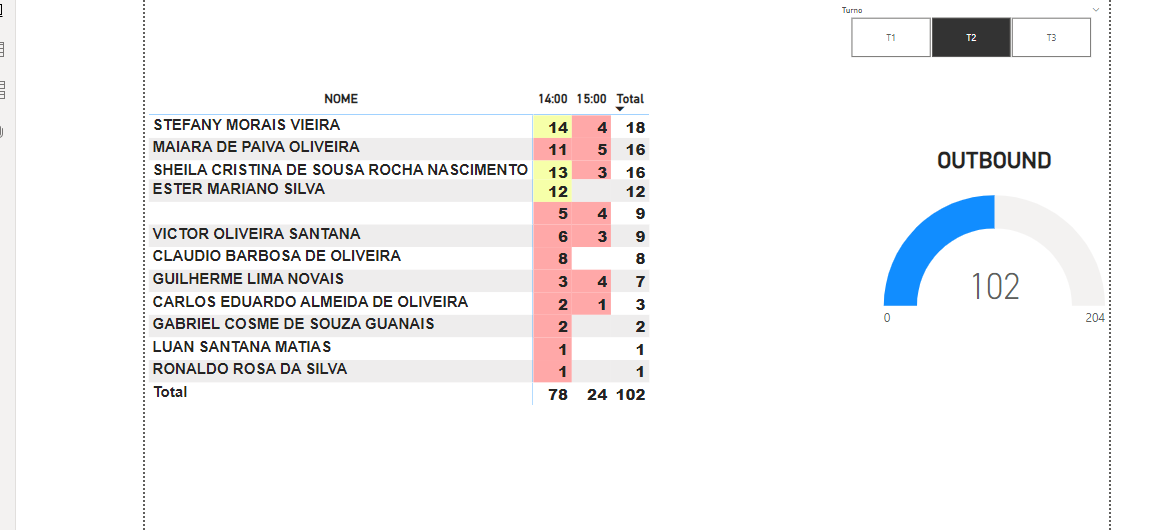 Turno
T1 T2 T3
NOME 14:00 15:00 Total
STEFANY MORAIS VIEIRA 14 4 18
MAIARA DE PAIVA OLIVEIRA 11 5 16
SHEILA CRISTINA DE SOUSA ROCHA NASCIMENTO 13 3 16
ESTER MARIANO SILVA 12 12
5 4 9
VICTOR OLIVEIRA SANTANA 6 3 9
CLAUDIO BARBOSA DE OLIVEIRA 8 8
GUILHERME LIMA NOVAIS 3 4 7
CARLOS EDUARDO ALMEIDA DE OLIVEIRA 2 1 3
GABRIEL COSME DE SOUZA GUANAIS 2 2
LUAN SANTANA MATIAS 1 1
RONALDO ROSA DA SILVA 1 1
Total 78 24 102
OUTBOUND
102
0 204